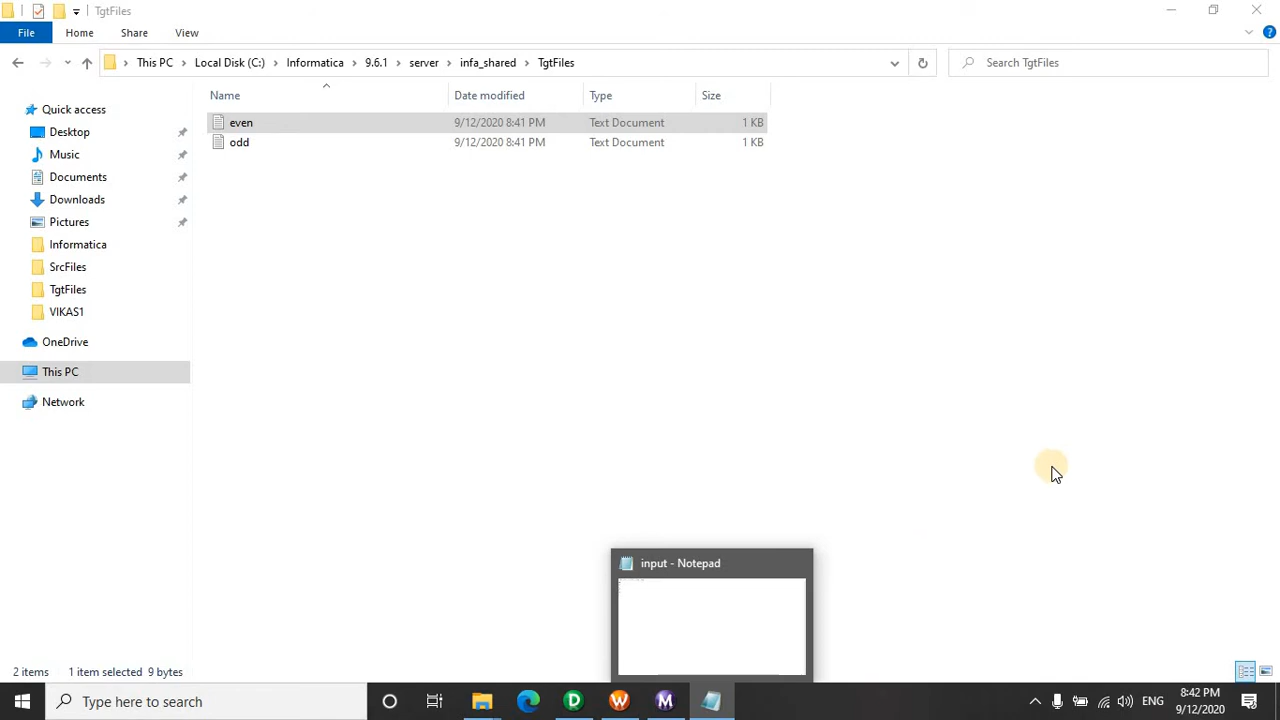 TgtFiles
File Home Share View
This PC Local Disk (C:) Informatica 9.6.1 server infa_shared TgtFiles
Search TgtFiles
Name Date modified Type Size
even 9/12/2020 8:41 PM Text Document 1 KB
odd 9/12/2020 8:41 PM Text Document 1 KB
Quick access
Desktop
Music
Documents
Downloads
Pictures
Informatica
SrcFiles
TgtFiles
VIKAS1
OneDrive
This PC
Network
input - Notepad
2 items 1 item selected 9 bytes
Type here to search
D W M
ENG
8:42 PM
9/12/2020